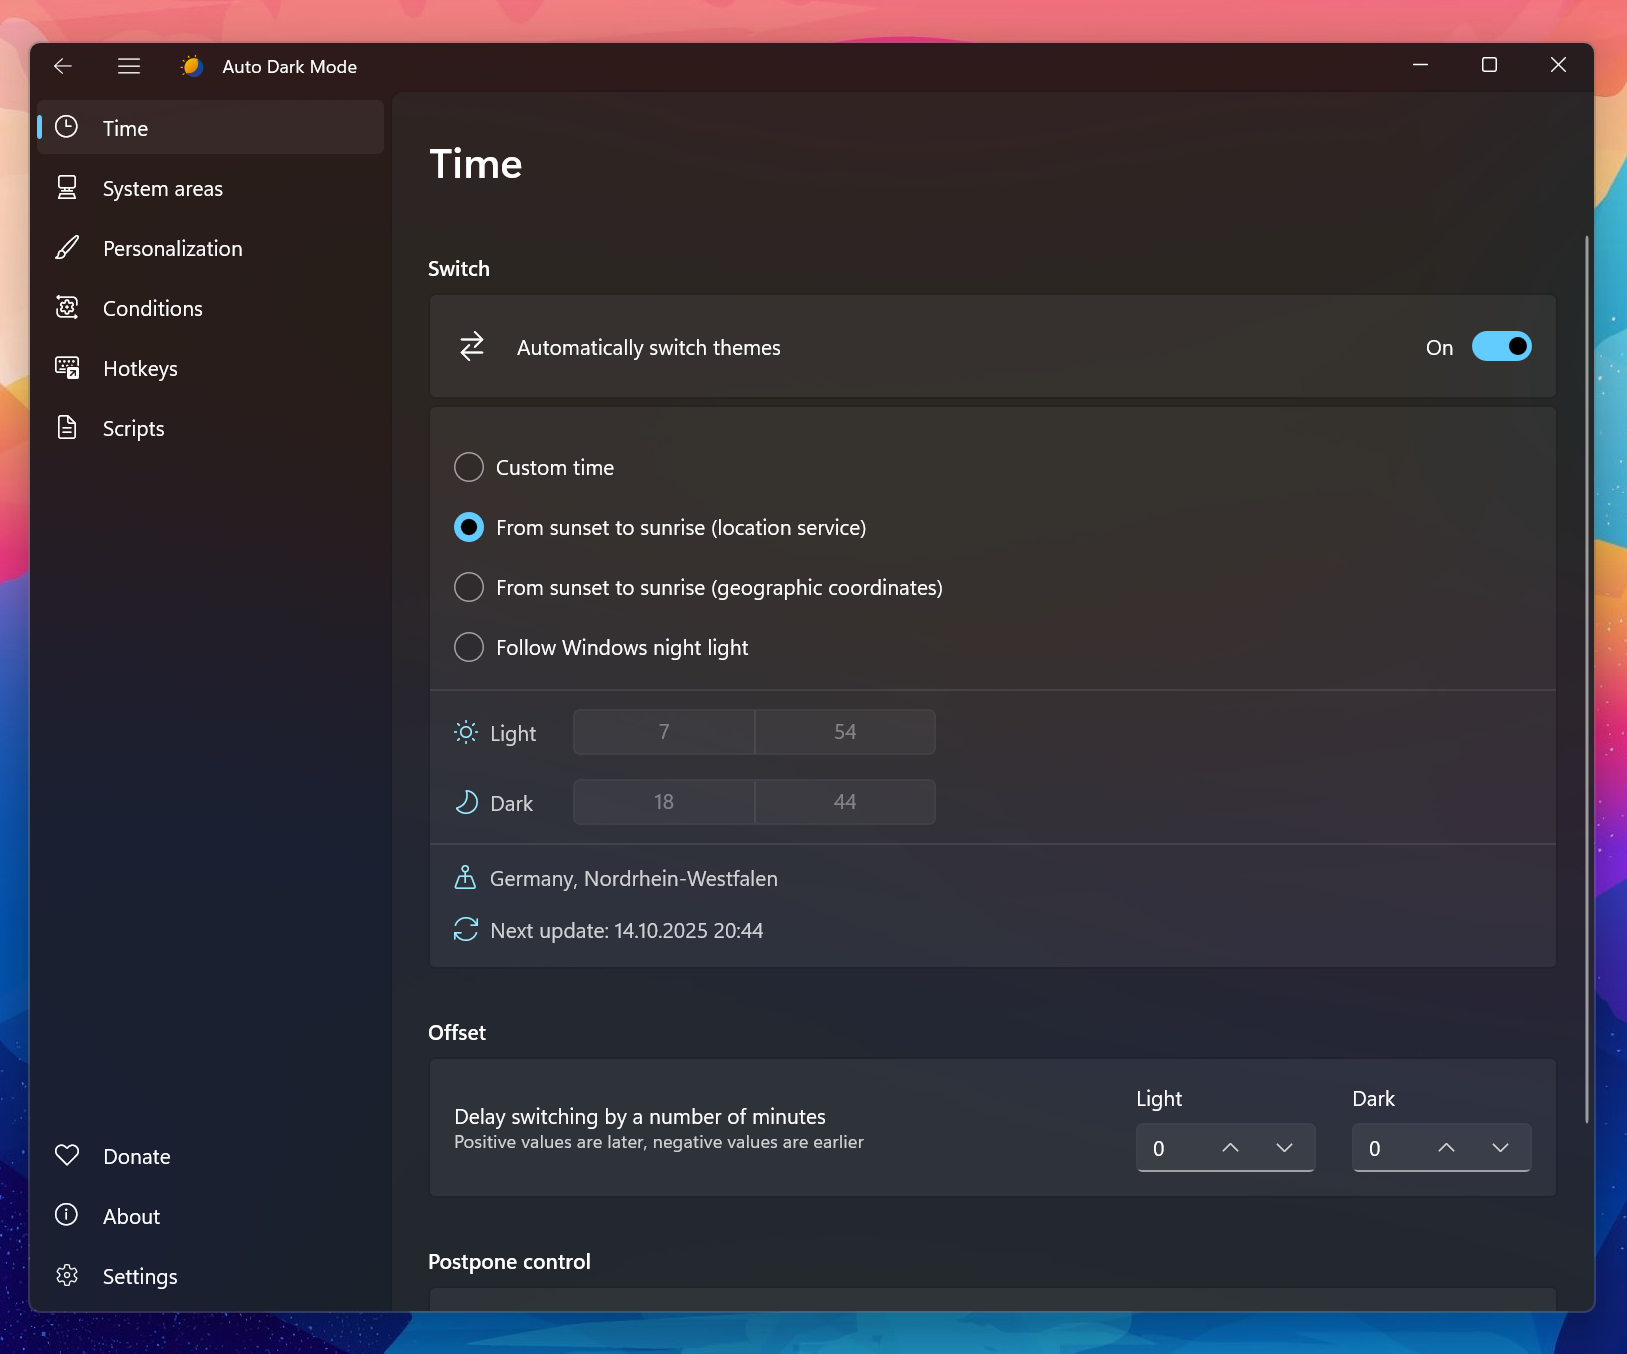 Auto Dark Mode
Time
System areas
Personalization
Conditions
Hotkeys
Scripts
Donate
About
Settings
Time
Switch
Automatically switch themes
On
Custom time
From sunset to sunrise (location service)
From sunset to sunrise (geographic coordinates)
Follow Windows night light
Light 7 54
Dark 18 44
Germany, Nordrhein-Westfalen
Next update: 14.10.2025 20:44
Offset
Delay switching by a number of minutes
Positive values are later, negative values are earlier
Light Dark
0 0
Postpone control